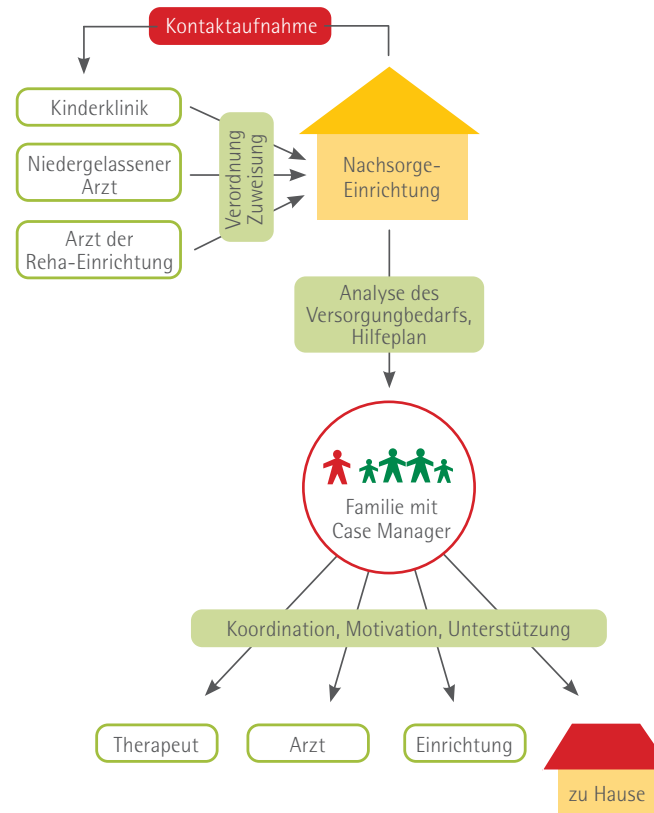 Kontaktaufnahme
Kinderklinik
Niedergelassener
Arzt
Arzt der
Reha-Einrichtung
Verordnung
Zuweisung
Nachsorge-
Einrichtung
Analyse des
Versorgungbedarfs,
Hilfeplan
Familie mit
Case Manager
Koordination, Motivation, Unterstützung
Therapeut
Arzt
Einrichtung
zu Hause